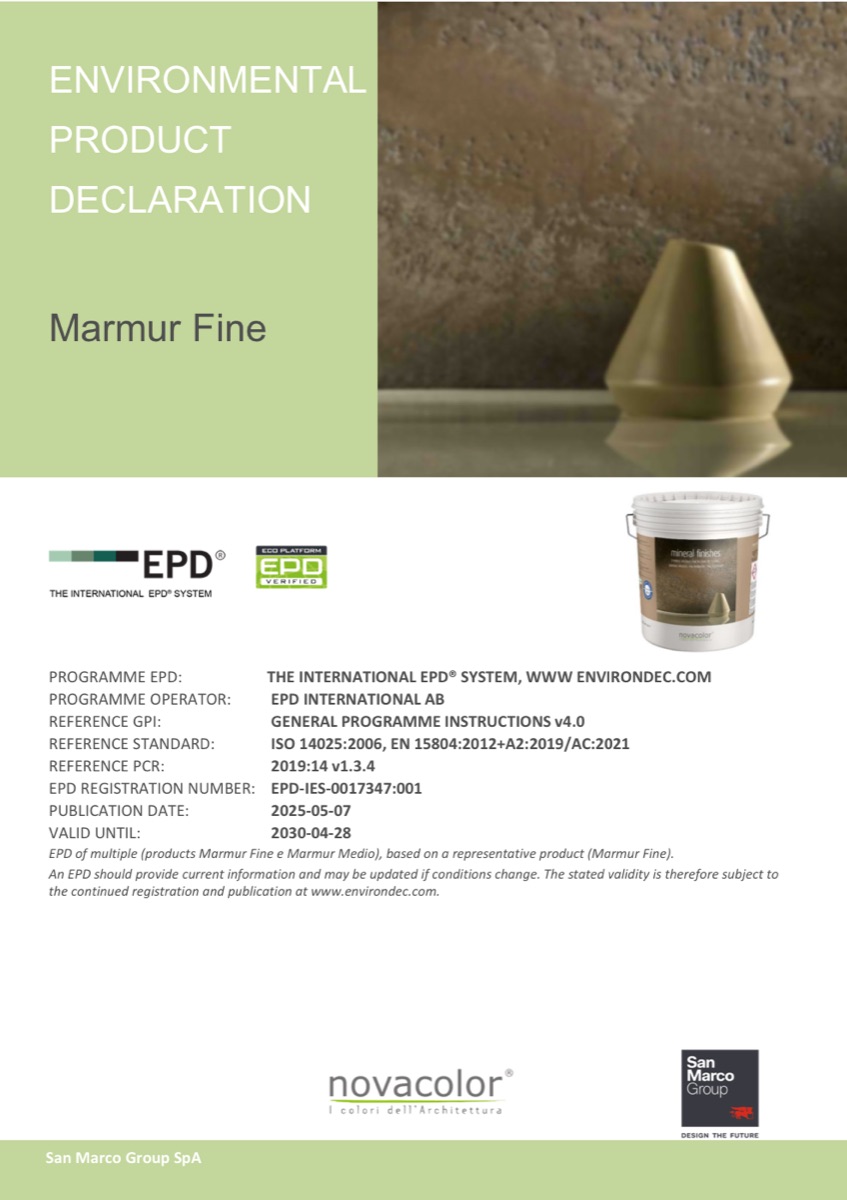 ENVIRONMENTAL
PRODUCT
DECLARATION
Marmur Fine
EPD®
THE INTERNATIONAL EPD® SYSTEM
ECO PLATFORM
EPD
VERIFIED
mineral finishes
novacolor
PROGRAMME EPD: THE INTERNATIONAL EPD® SYSTEM, WWW ENVIRONDEC.COM
PROGRAMME OPERATOR: EPD INTERNATIONAL AB
REFERENCE GPI: GENERAL PROGRAMME INSTRUCTIONS v4.0
REFERENCE STANDARD: ISO 14025:2006, EN 15804:2012+A2:2019/AC:2021
REFERENCE PCR: 2019:14 v1.3.4
EPD REGISTRATION NUMBER: EPD-IES-0017347:001
PUBLICATION DATE: 2025-05-07
VALID UNTIL: 2030-04-28
EPD of multiple (products Marmur Fine e Marmur Medio), based on a representative product (Marmur Fine).
An EPD should provide current information and may be updated if conditions change. The stated validity is therefore subject to
the continued registration and publication at www.environdec.com.
novacolor®
I colori dell'Architettura
San
Marco
Group
DESIGN THE FUTURE
San Marco Group SpA